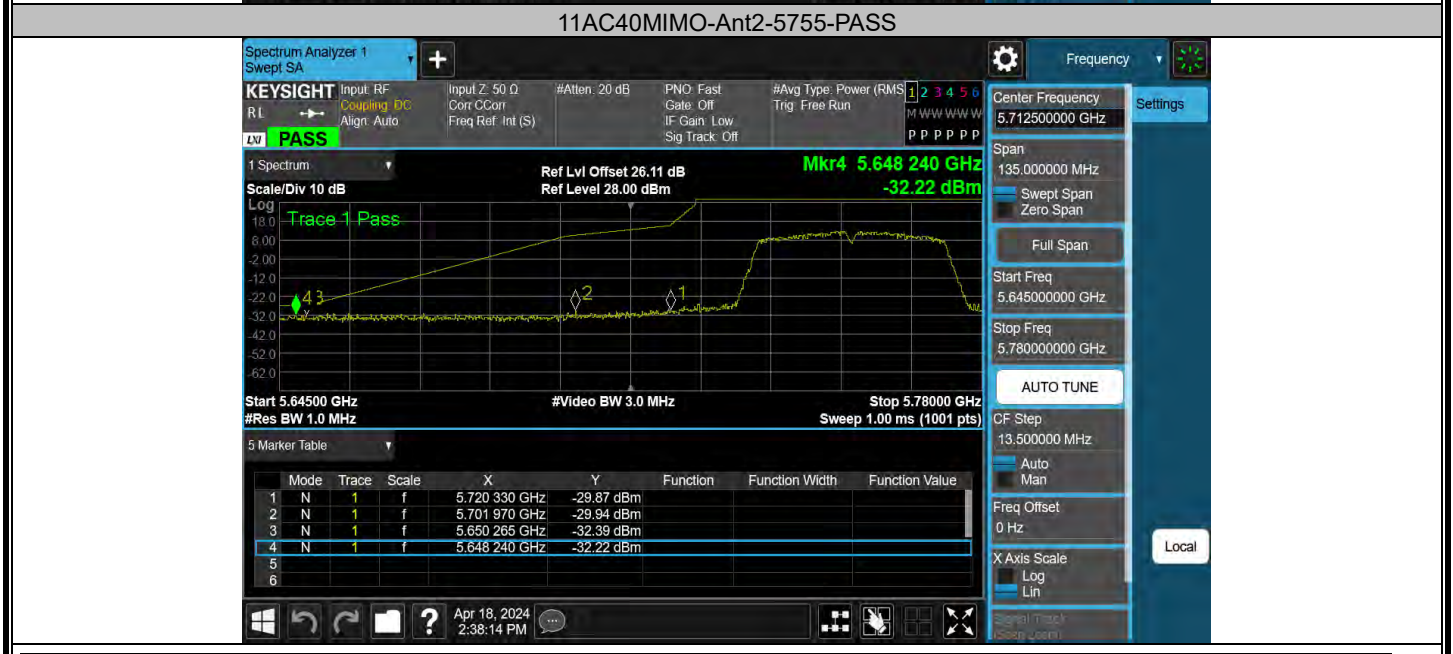 11AC40MIMO-Ant2-5755-PASS
Spectrum Analyzer 1
Swept SA
+
Frequency
KEYSIGHT
RL
LXI
PASS
Input: RF
Coupling: DC
Align: Auto
Input Z: 50 Ω
Corr CCorr
Freq Ref: Int (S)
#Atten: 20 dB
PNO: Fast
Gate: Off
IF Gain: Low
Sig Track: Off
#Avg Type: Power (RMS
Trig: Free Run
1 2 3 4 5 6
M W W W W W
P P P P P P
1 Spectrum
Scale/Div 10 dB
Ref Lvl Offset 26.11 dB
Ref Level 28.00 dBm
Mkr4 5.648 240 GHz
-32.22 dBm
Log
Trace 1 Pass
18.0
8.00
-2.00
-12.0
-22.0
-32.0
-42.0
-52.0
-62.0
4 3
2
1
Start 5.64500 GHz
#Video BW 3.0 MHz
Stop 5.78000 GHz
#Res BW 1.0 MHz
Sweep 1.00 ms (1001 pts)
5 Marker Table
Mode Trace Scale X Y Function Function Width Function Value
1 N 1 f 5.720 330 GHz -29.87 dBm
2 N 1 f 5.701 970 GHz -29.94 dBm
3 N 1 f 5.650 265 GHz -32.39 dBm
4 N 1 f 5.648 240 GHz -32.22 dBm
5
6
?
Apr 18, 2024
2:38:14 PM
Center Frequency
5.712500000 GHz
Settings
Span
135.000000 MHz
Swept Span
Zero Span
Full Span
Start Freq
5.645000000 GHz
Stop Freq
5.780000000 GHz
AUTO TUNE
CF Step
13.500000 MHz
Auto
Man
Freq Offset
0 Hz
X Axis Scale
Log
Lin
Local
Signal Track
(Span Zoom)